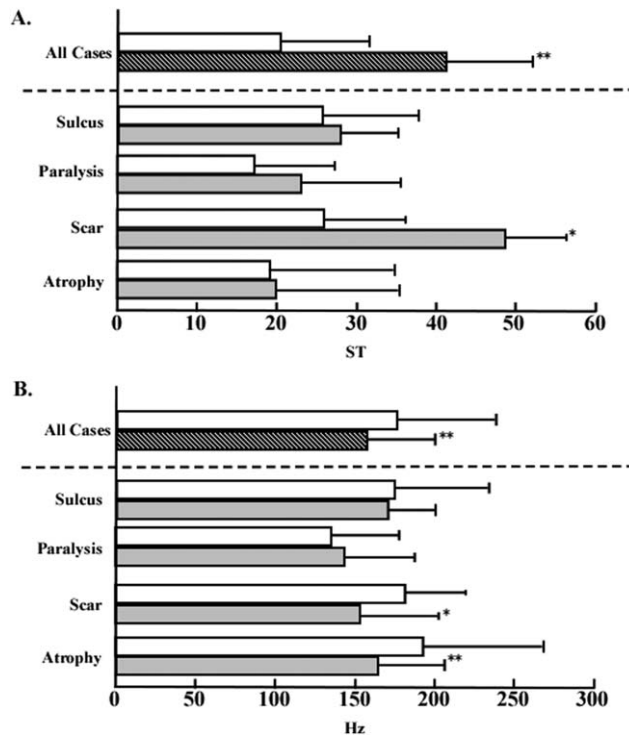 A.
All Cases
**
Sulcus
Paralysis
Scar
*
Atrophy
0 10 20 30 40 50 60
ST
B.
All Cases
**
Sulcus
Paralysis
Scar
*
Atrophy
**
0 50 100 150 200 250 300
Hz